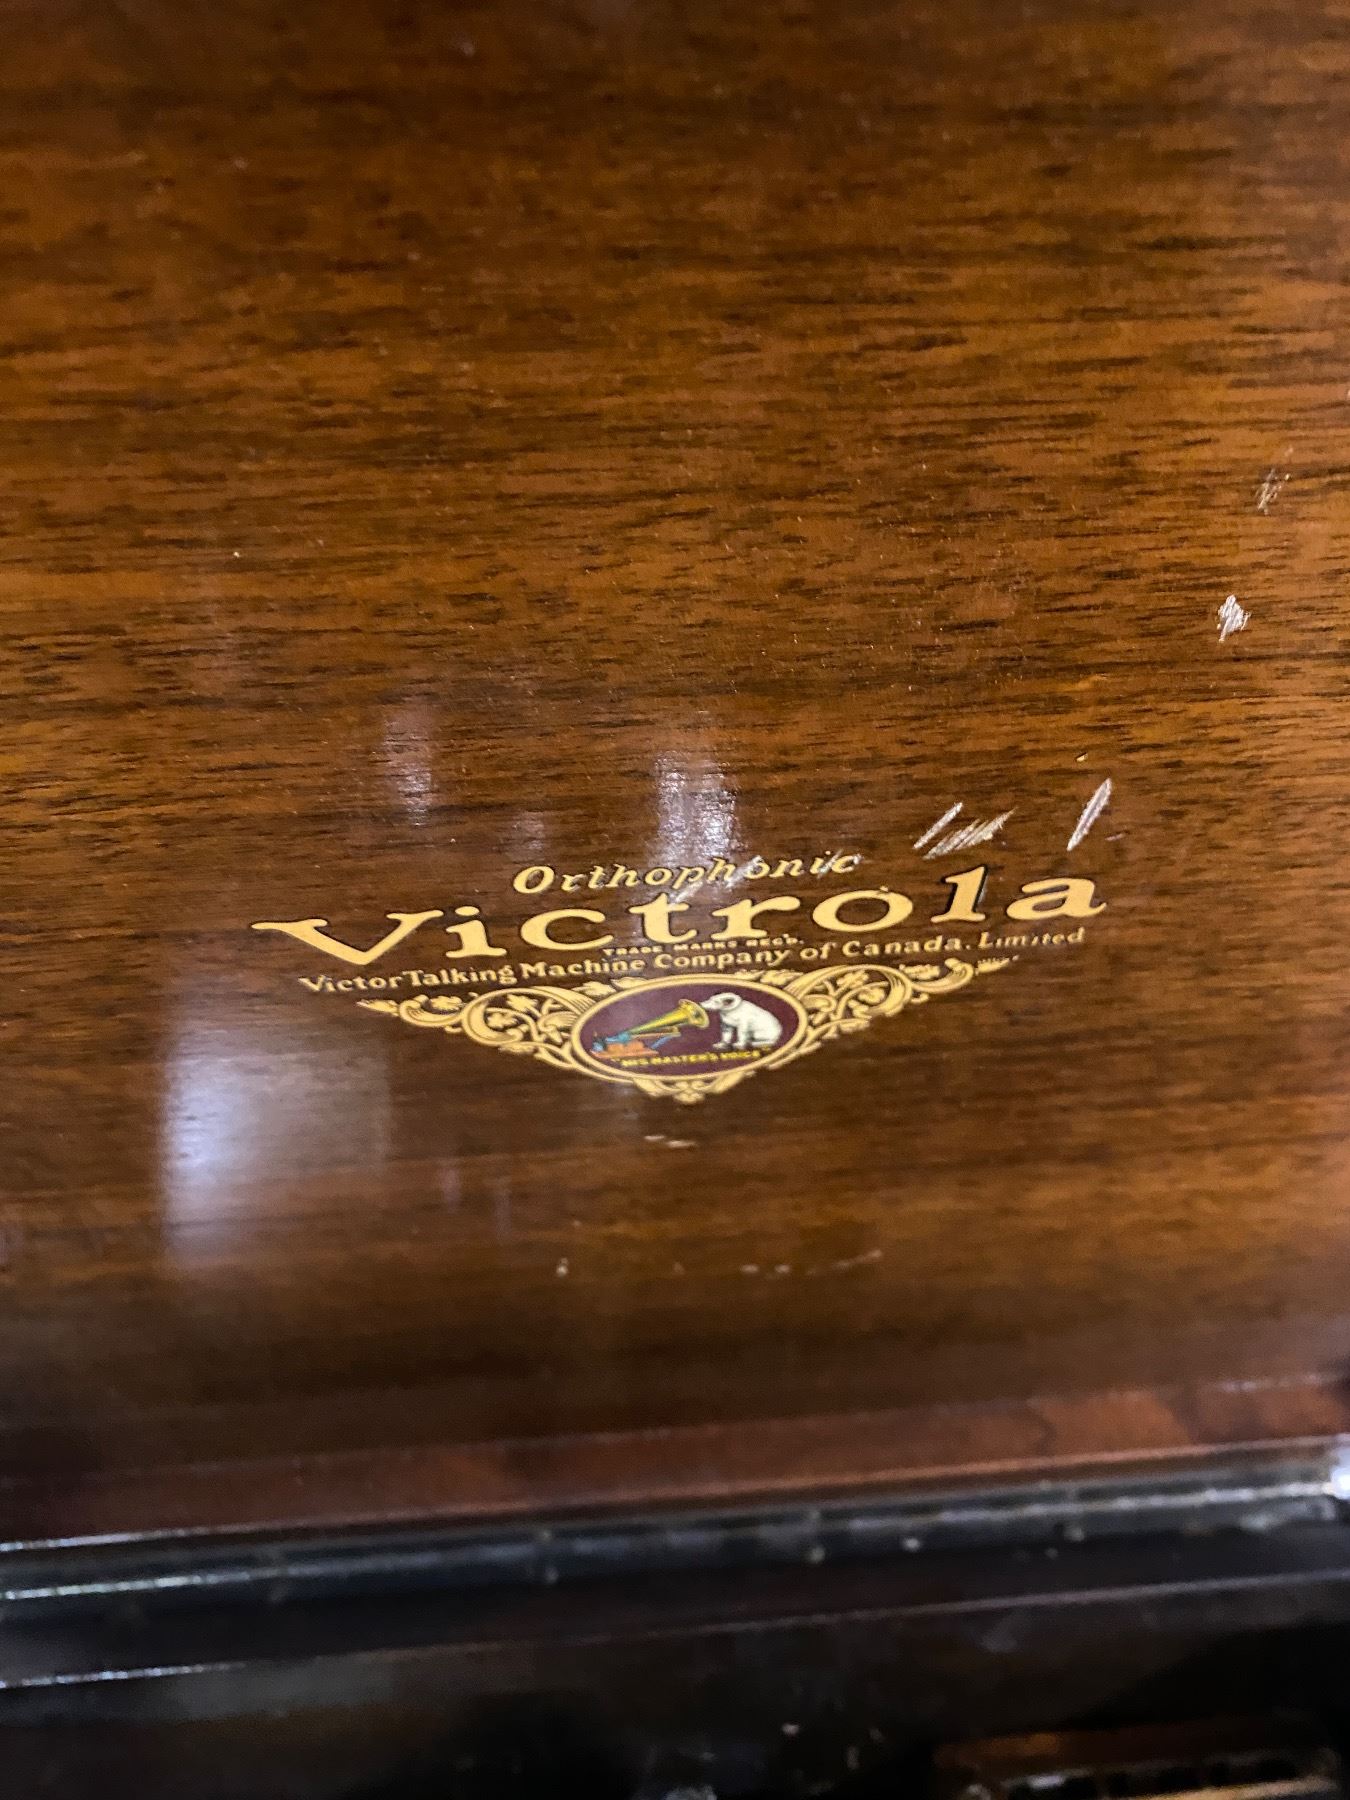 Orthophonic
Victrola
TRADE MARKS REG'D.
Victor Talking Machine Company of Canada. Limited
"HIS MASTER'S VOICE"